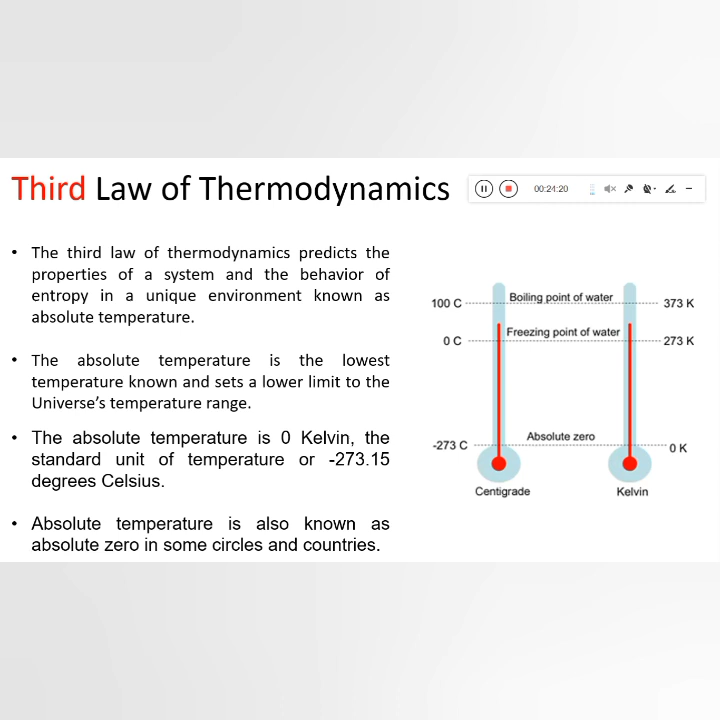 Third Law of Thermodynamics
00:24:20
• The third law of thermodynamics predicts the
properties of a system and the behavior of
entropy in a unique environment known as
absolute temperature.
• The absolute temperature is the lowest
temperature known and sets a lower limit to the
Universe's temperature range.
• The absolute temperature is 0 Kelvin, the
standard unit of temperature or -273.15
degrees Celsius.
• Absolute temperature is also known as
absolute zero in some circles and countries.
100 C Boiling point of water 373 K
0 C Freezing point of water 273 K
-273 C Absolute zero 0 K
Centigrade Kelvin